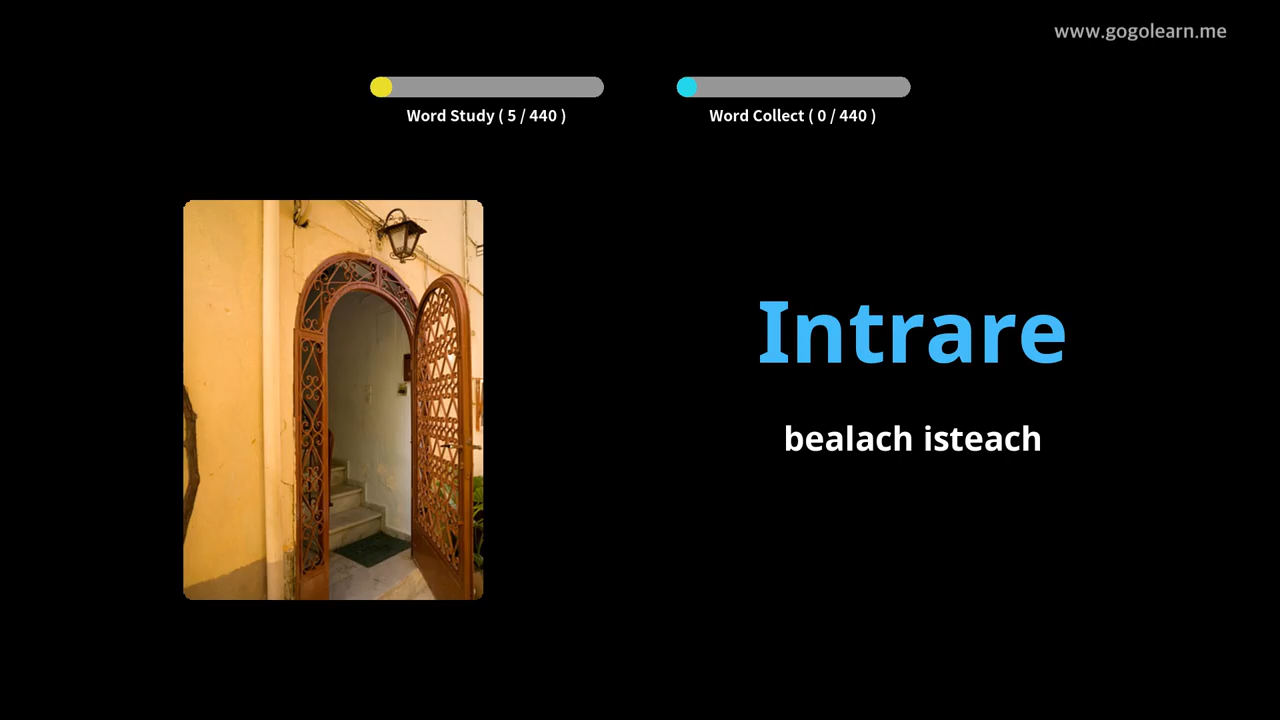 www.gogolearn.me
Word Study ( 5 / 440 )
Word Collect ( 0 / 440 )
Intrare
bealach isteach